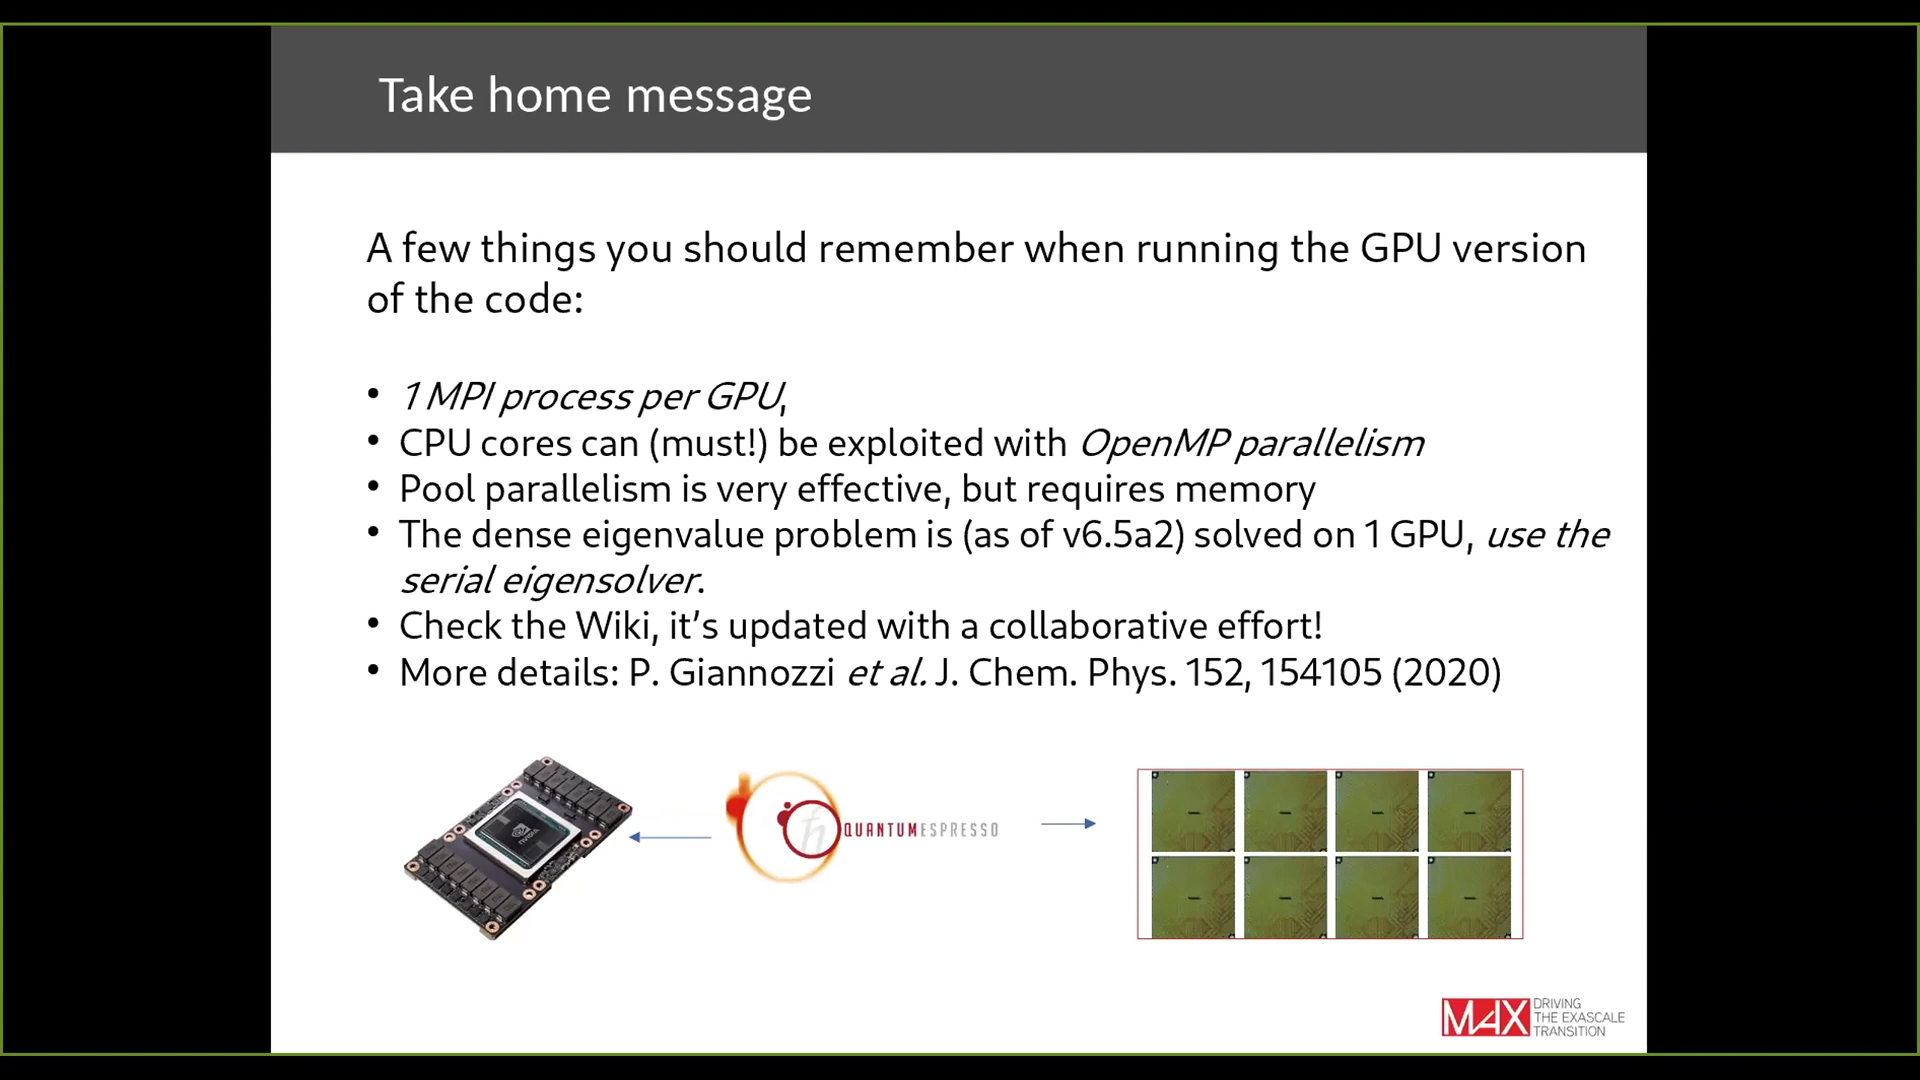 Take home message
A few things you should remember when running the GPU version
of the code:
• 1 MPI process per GPU,
• CPU cores can (must!) be exploited with OpenMP parallelism
• Pool parallelism is very effective, but requires memory
• The dense eigenvalue problem is (as of v6.5a2) solved on 1 GPU, use the
serial eigensolver.
• Check the Wiki, it’s updated with a collaborative effort!
• More details: P. Giannozzi et al. J. Chem. Phys. 152, 154105 (2020)
NVIDIA
ħ QUANTUMESPRESSO
MAX DRIVING
THE EXASCALE
TRANSITION